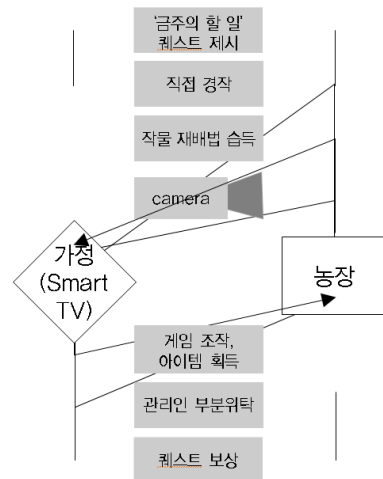 '금주의 할 일'
퀘스트 제시
직접 경작
작물 재배법 습득
camera
가정
(Smart
TV)
농장
게임 조작,
아이템 획득
관리인 부분위탁
퀘스트 보상